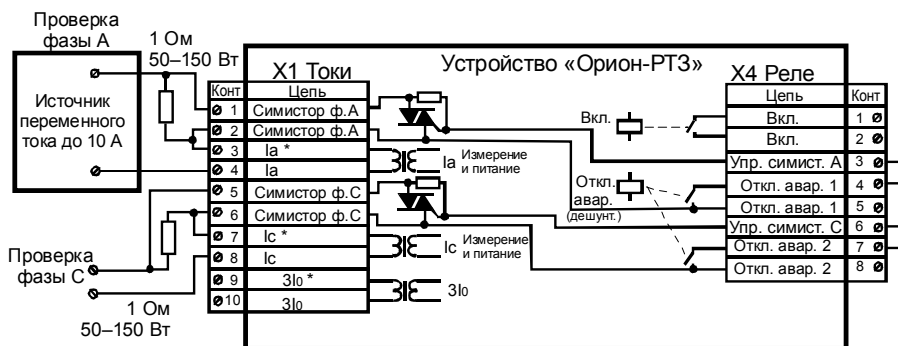 Проверка
фазы А
1 Ом
50–150 Вт
Источник
переменного
тока до 10 А
Проверка
фазы С
1 Ом
50–150 Вт
Устройство «Орион-РТЗ»
Х1 Токи
Конт Цепь
1 Симистор ф.А
2 Симистор ф.А
3 Ia *
4 Ia
5 Симистор ф.С
6 Симистор ф.С
7 Ic *
8 Ic
9 3I0 *
10 3I0
Ia Измерение
и питание
Ic Измерение
и питание
3I0
Вкл.
Откл.
авар.
(дешунт.)
Х4 Реле
Цепь Конт
Вкл. 1
Вкл. 2
Упр. симист. А 3
Откл. авар. 1 4
Откл. авар. 1 5
Упр. симист. С 6
Откл. авар. 2 7
Откл. авар. 2 8